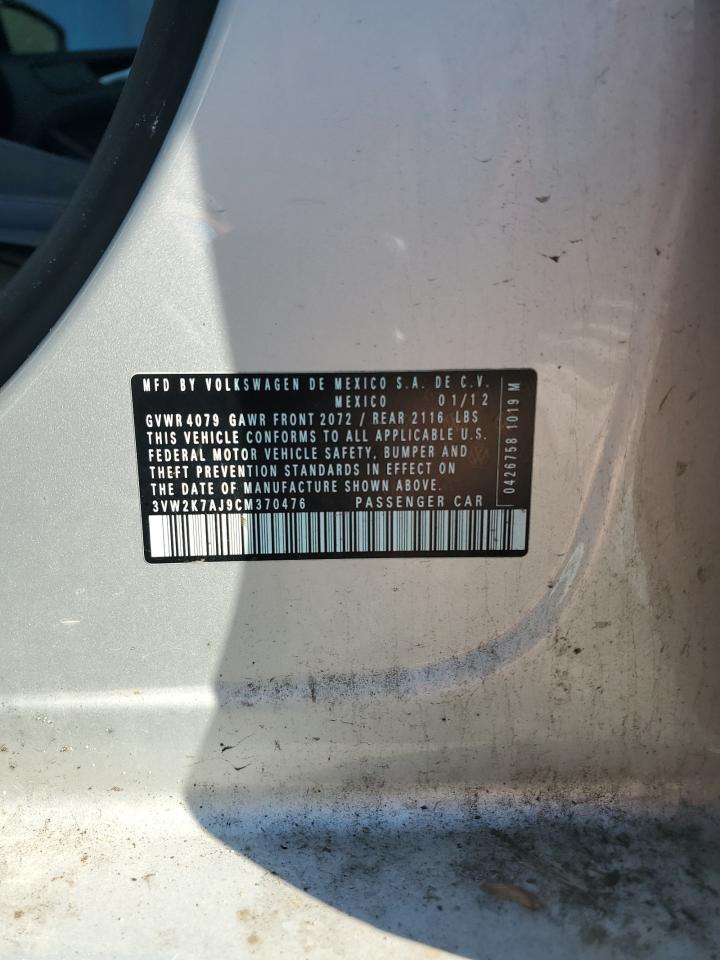 MFD BY VOLKSWAGEN DE MEXICO S.A. DE C.V.
MEXICO 01/12
GVWR 4079 GAWR FRONT 2072 / REAR 2116 LBS
THIS VEHICLE CONFORMS TO ALL APPLICABLE U.S.
FEDERAL MOTOR VEHICLE SAFETY, BUMPER AND
THEFT PREVENTION STANDARDS IN EFFECT ON
THE DATE OF MANUFACTURE SHOWN ABOVE.
3VW2K7AJ9CM370476 PASSENGER CAR
0426758 1019 M